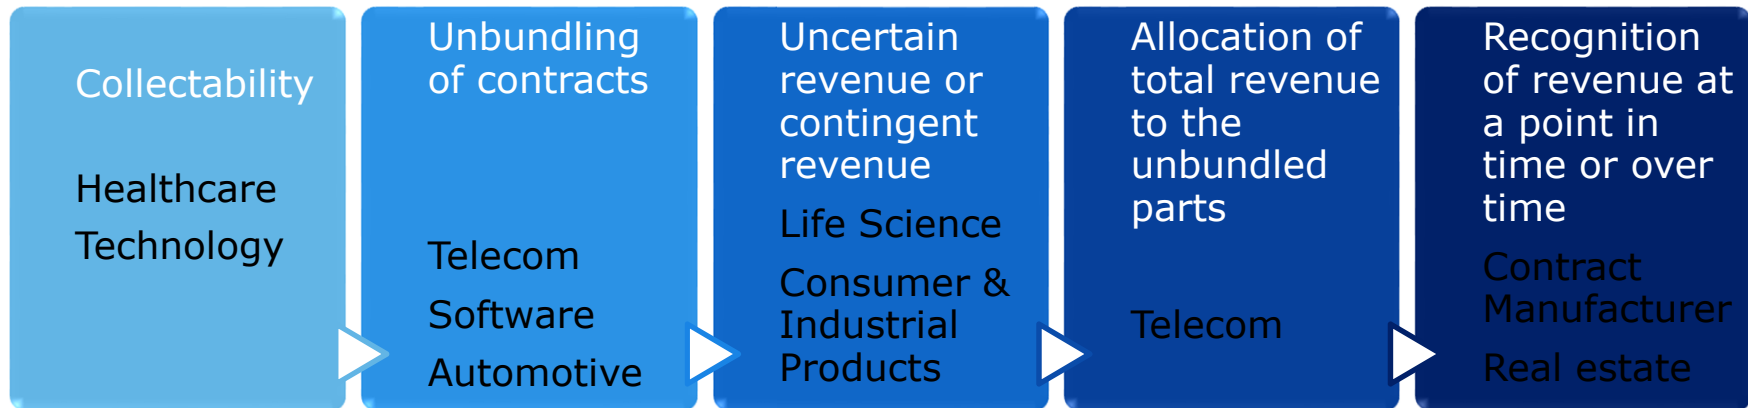 Collectability
Healthcare
Technology
Unbundling
of contracts
Telecom
Software
Automotive
Uncertain
revenue or
contingent
revenue
Life Science
Consumer &
Industrial
Products
Allocation of
total revenue
to the
unbundled
parts
Telecom
Recognition
of revenue at
a point in
time or over
time
Contract
Manufacturer
Real estate